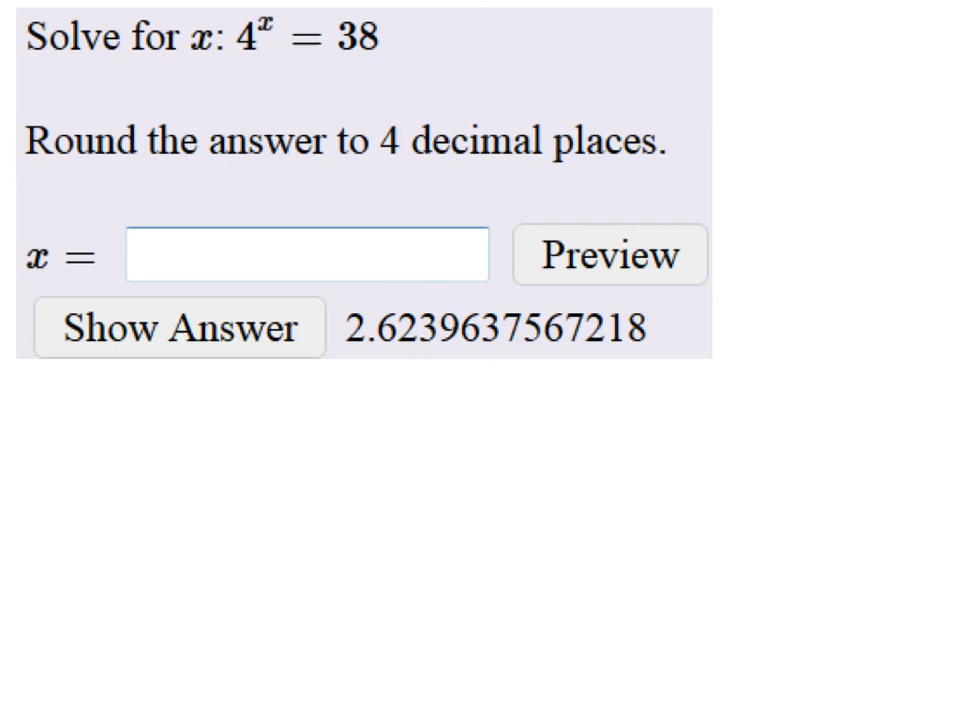 Solve for x: 4^x = 38
Round the answer to 4 decimal places.
x = Preview
Show Answer 2.6239637567218